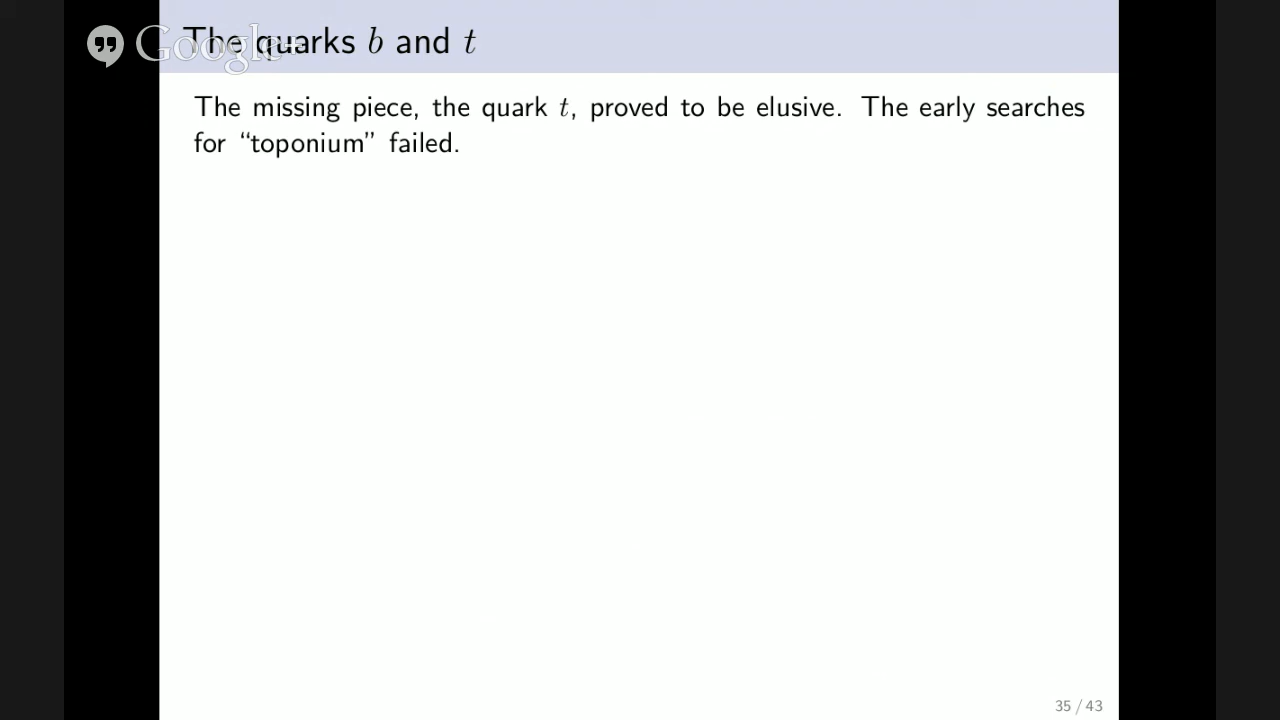 Google+
The quarks b and t
The missing piece, the quark t, proved to be elusive. The early searches
for “toponium” failed.
35 / 43